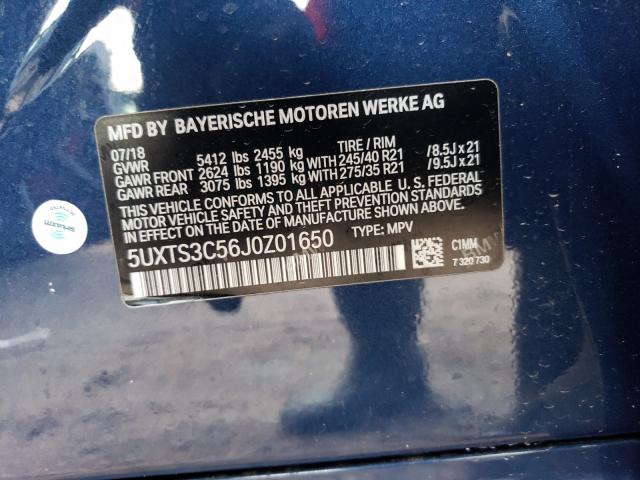 MFD BY BAYERISCHE MOTOREN WERKE AG
07/18 TIRE / RIM
GVWR 5412 lbs 2455 kg
GAWR FRONT 2624 lbs 1190 kg WITH 245/40 R21 /8.5J x 21
GAWR REAR 3075 lbs 1395 kg WITH 275/35 R21 /9.5J x 21
THIS VEHICLE CONFORMS TO ALL APPLICABLE U.S. FEDERAL
MOTOR VEHICLE SAFETY, BUMPER, AND THEFT PREVENTION STANDARDS
IN EFFECT ON THE DATE OF MANUFACTURE SHOWN ABOVE.
5UXTS3C56J0Z01650 TYPE: MPV
C1MM
7 320 730